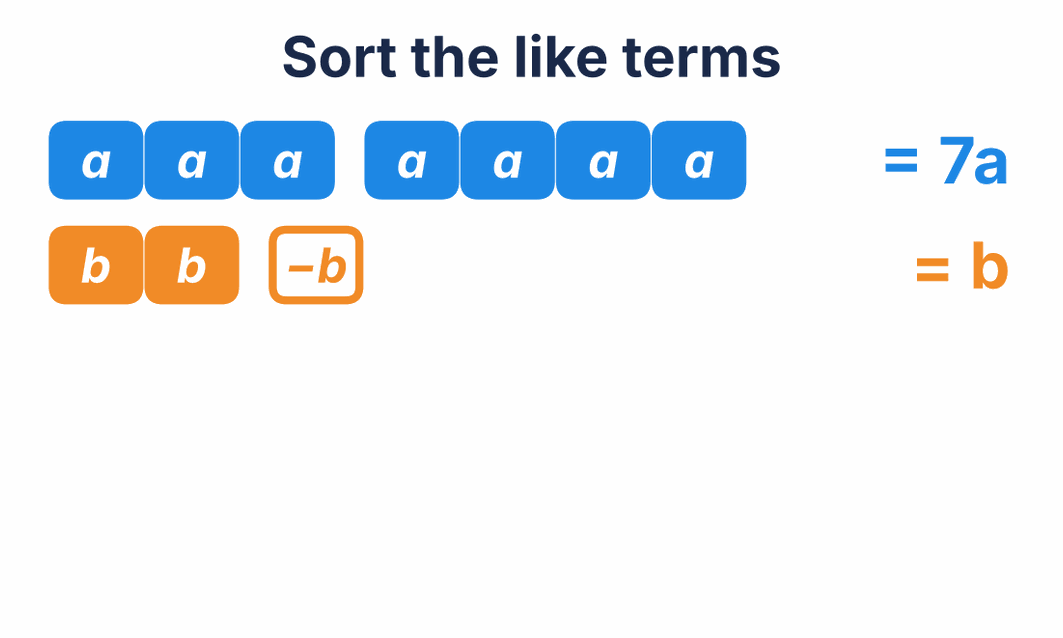 Sort the like terms
a a a a a a a = 7a
b b −b = b